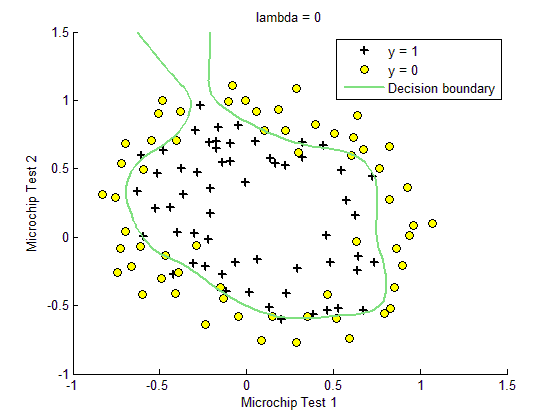 lambda = 0
y = 1
y = 0
Decision boundary
Microchip Test 2
1.5
1
0.5
0
-0.5
-1
-1 -0.5 0 0.5 1 1.5
Microchip Test 1